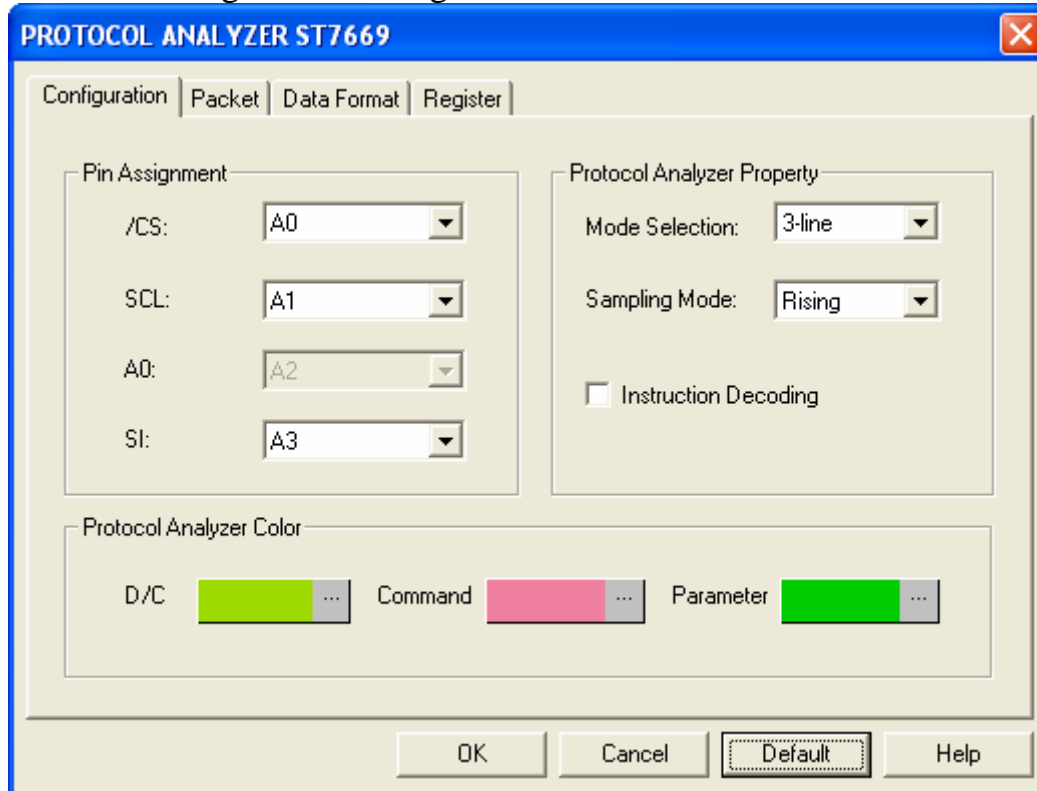 PROTOCOL ANALYZER ST7669
Configuration Packet Data Format Register
Pin Assignment
/CS: A0
SCL: A1
A0: A2
SI: A3
Protocol Analyzer Property
Mode Selection: 3-line
Sampling Mode: Rising
Instruction Decoding
Protocol Analyzer Color
D/C ... Command ... Parameter ...
OK Cancel Default Help